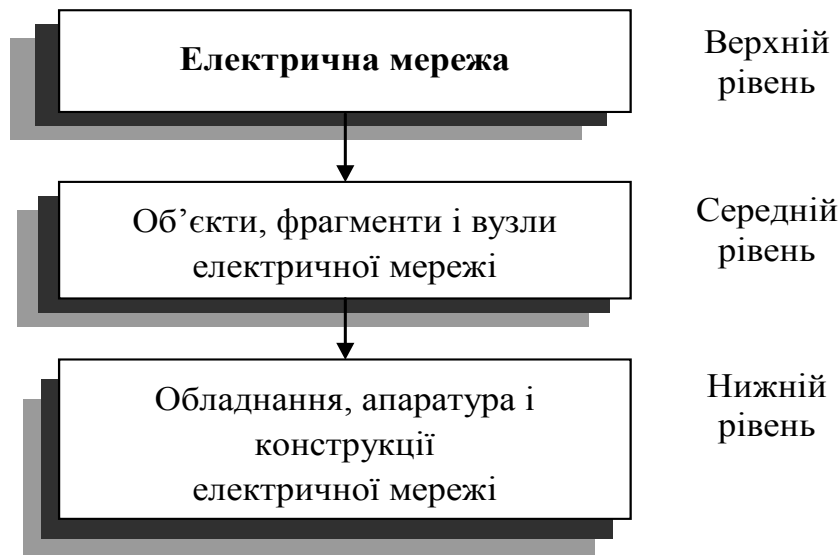 Електрична мережа
Верхній
рівень
Об’єкти, фрагменти і вузли
електричної мережі
Середній
рівень
Обладнання, апаратура і
конструкції
електричної мережі
Нижній
рівень